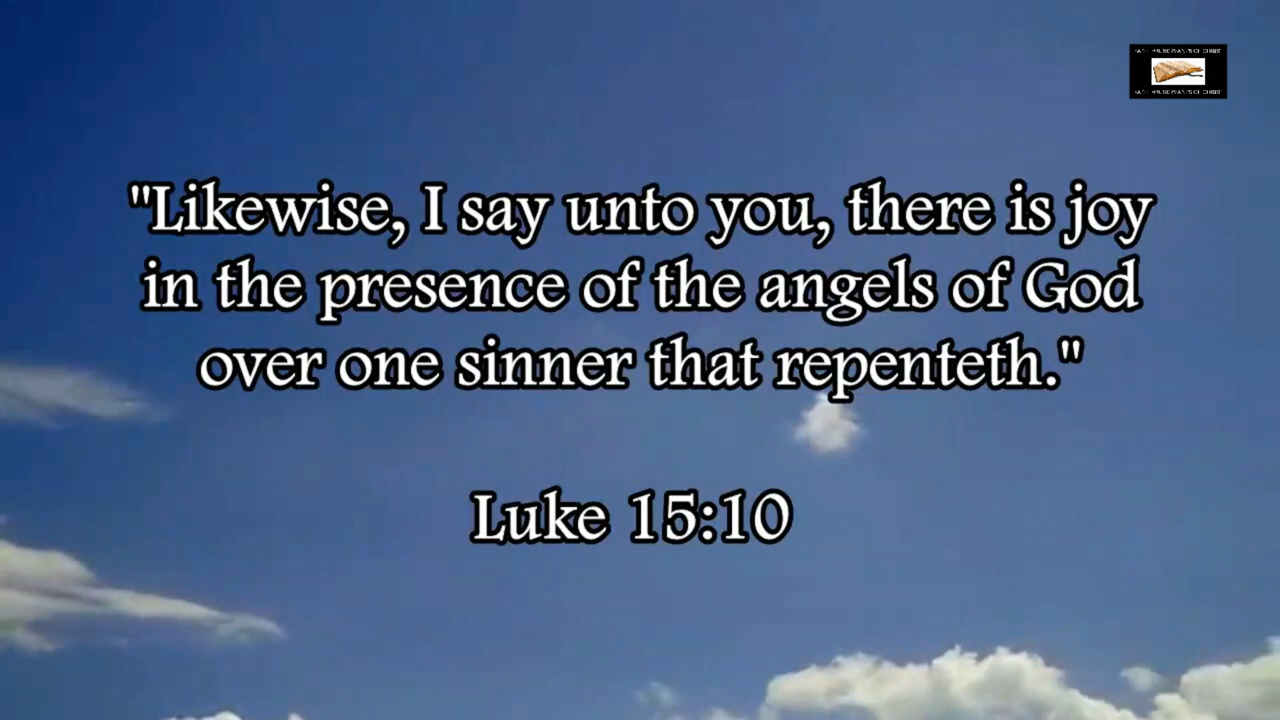 "Likewise, I say unto you, there is joy
in the presence of the angels of God
over one sinner that repenteth."
Luke 15:10